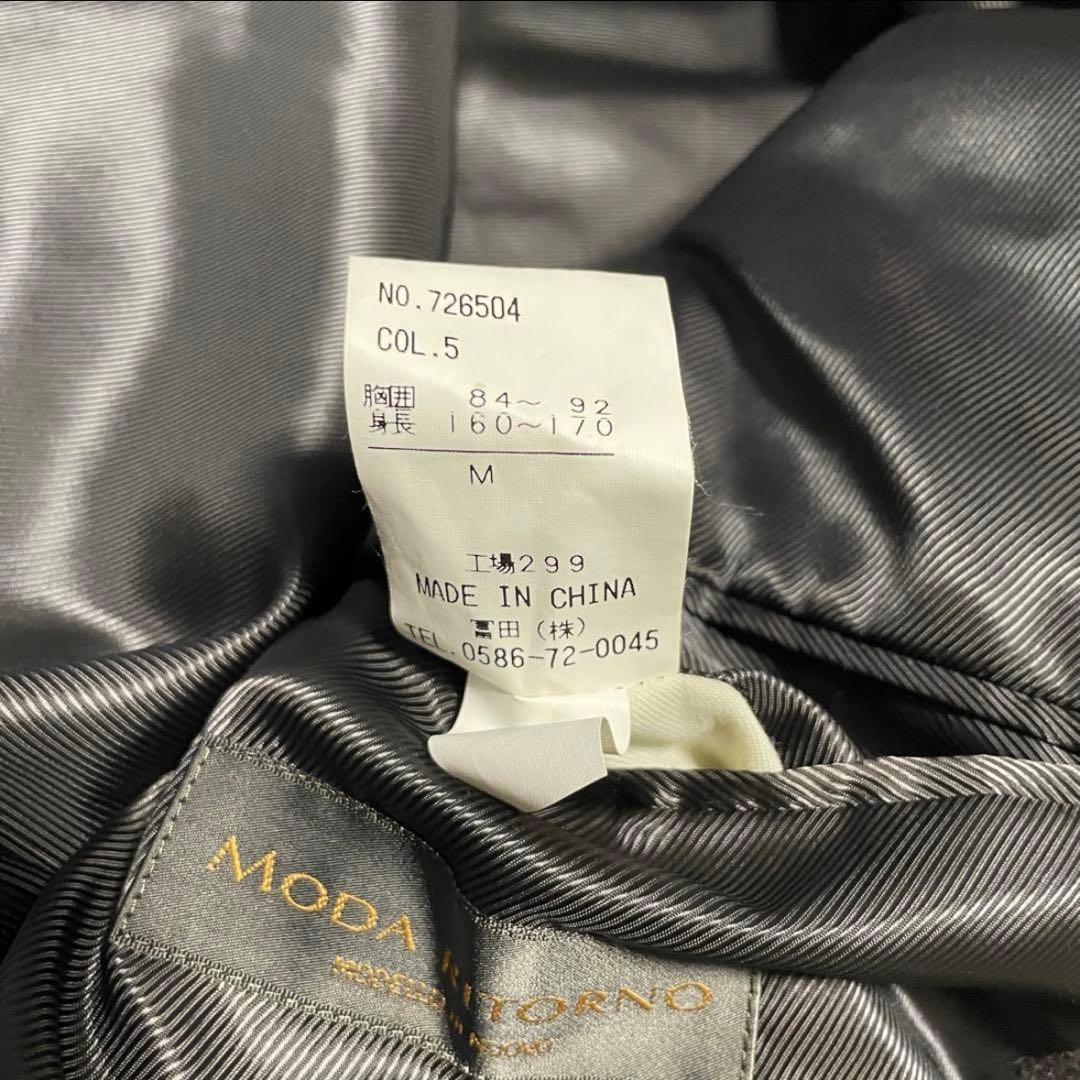 NO.726504
COL.5
胸囲 84～ 92
身長 160～170
M
工場299
MADE IN CHINA
冨田(株)
TEL.0586-72-0045
MODA RITORNO